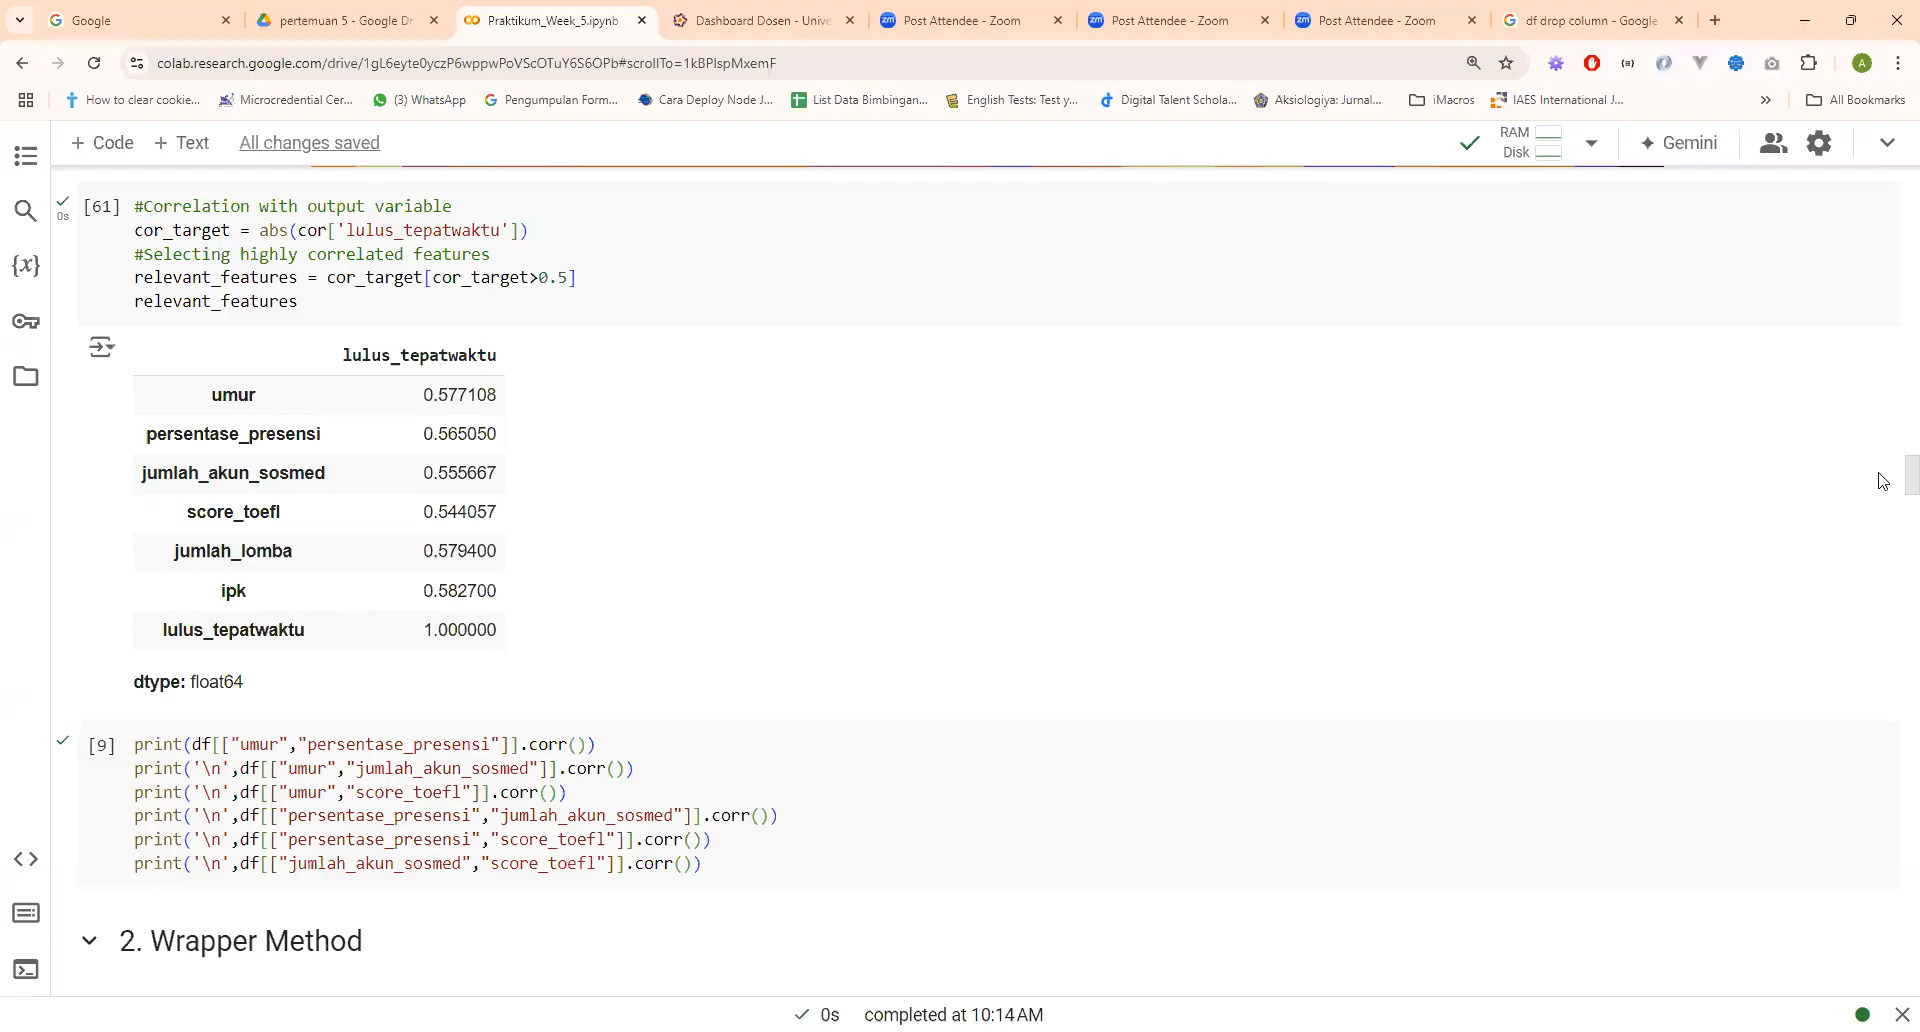 Google
pertemuan 5 - Google Dr
Praktikum_Week_5.ipynb
Dashboard Dosen - Unive
Post Attendee - Zoom
Post Attendee - Zoom
Post Attendee - Zoom
df drop column - Google
colab.research.google.com/drive/1gL6eyte0yczP6wppwPoVScOTuY6S6OPb#scrollTo=1kBPlspMxemF
A
How to clear cookie...
Microcredential Cer...
(3) WhatsApp
Pengumpulan Form...
Cara Deploy Node J...
List Data Bimbingan...
English Tests: Test y...
Digital Talent Schola...
Aksiologiya: Jurnal...
iMacros
IAES International J...
All Bookmarks
+ Code
+ Text
All changes saved
RAM
Disk
Gemini
0s
[61]
#Correlation with output variable
cor_target = abs(cor['lulus_tepatwaktu'])
#Selecting highly correlated features
relevant_features = cor_target[cor_target>0.5]
relevant_features
lulus_tepatwaktu
umur 0.577108
persentase_presensi 0.565050
jumlah_akun_sosmed 0.555667
score_toefl 0.544057
jumlah_lomba 0.579400
ipk 0.582700
lulus_tepatwaktu 1.000000
dtype: float64
[9]
print(df[["umur","persentase_presensi"]].corr())
print('\n',df[["umur","jumlah_akun_sosmed"]].corr())
print('\n',df[["umur","score_toefl"]].corr())
print('\n',df[["persentase_presensi","jumlah_akun_sosmed"]].corr())
print('\n',df[["persentase_presensi","score_toefl"]].corr())
print('\n',df[["jumlah_akun_sosmed","score_toefl"]].corr())
2. Wrapper Method
0s completed at 10:14 AM